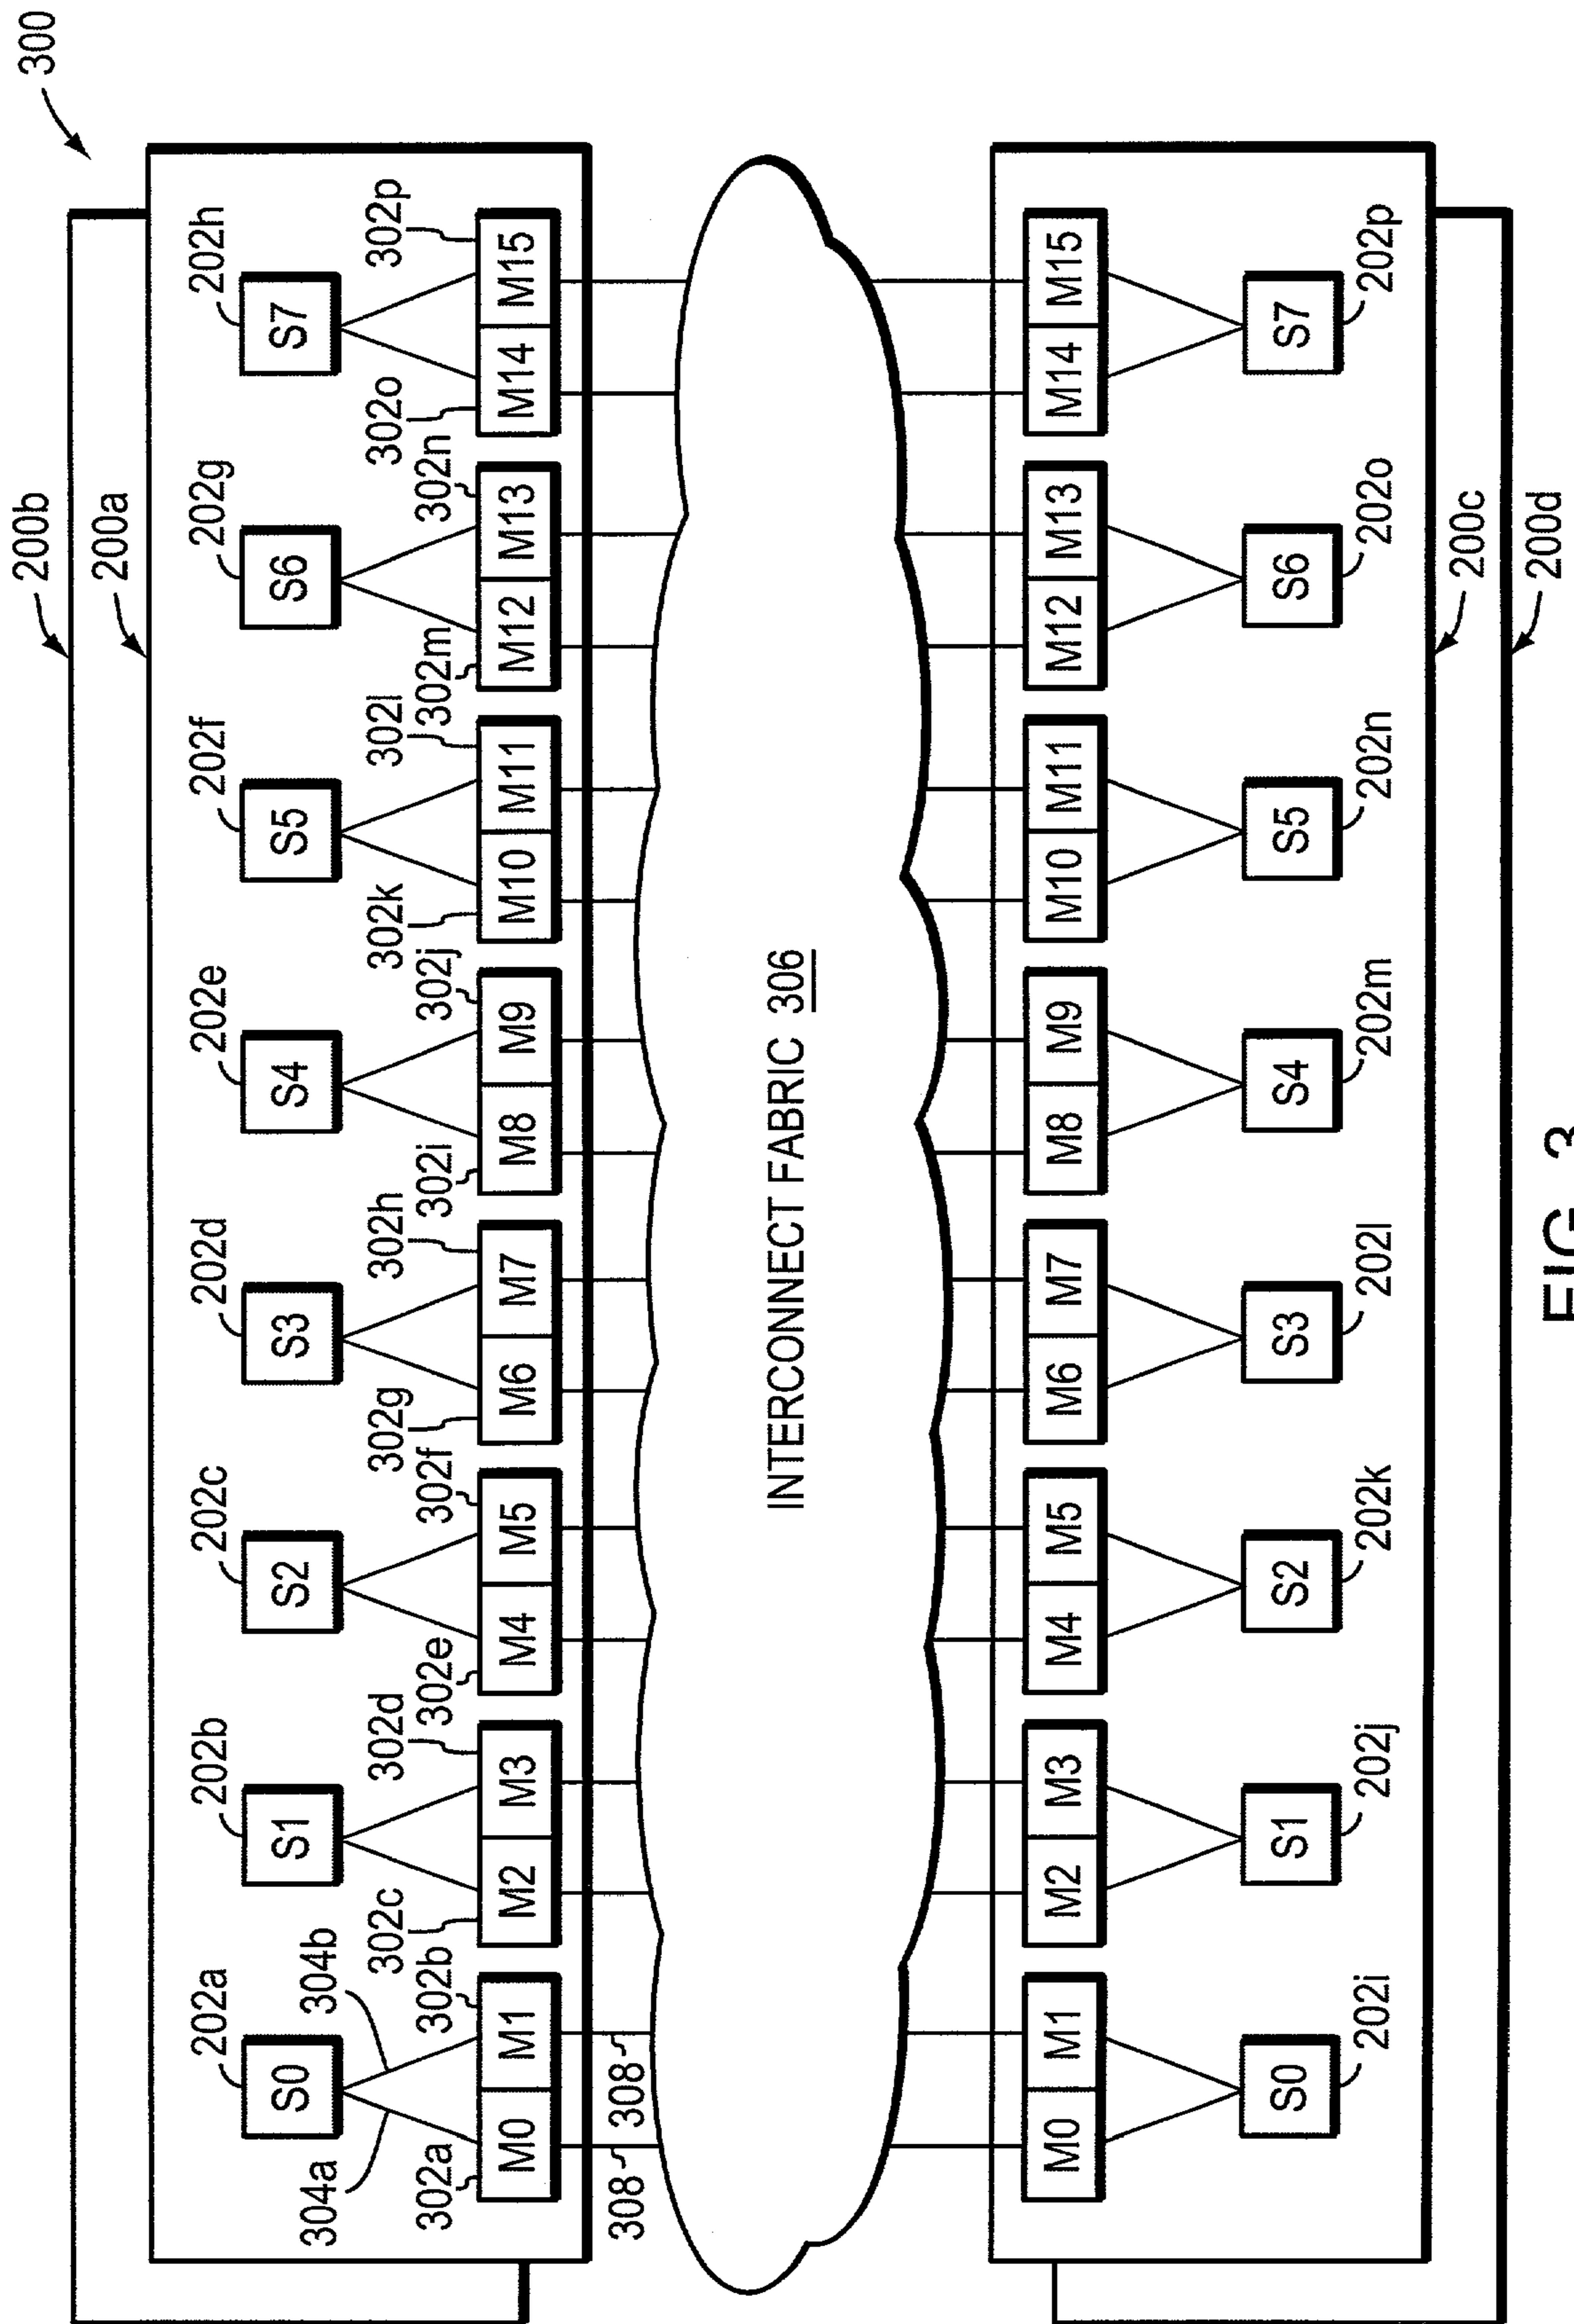 300
200b
200a
202a 202b 202c 202d 202e 202f 202g 202h
S0 S1 S2 S3 S4 S5 S6 S7
304a 304b
302c 302d 302g 302h 302k 302l 302o 302p
302a 302b 302e 302f 302i 302j 302m 302n
M0 M1 M2 M3 M4 M5 M6 M7 M8 M9 M10 M11 M12 M13 M14 M15
308 308
INTERCONNECT FABRIC 306
M0 M1 M2 M3 M4 M5 M6 M7 M8 M9 M10 M11 M12 M13 M14 M15
S0 S1 S2 S3 S4 S5 S6 S7
202i 202j 202k 202l 202m 202n 202o 202p
200c
200d
FIG. 3